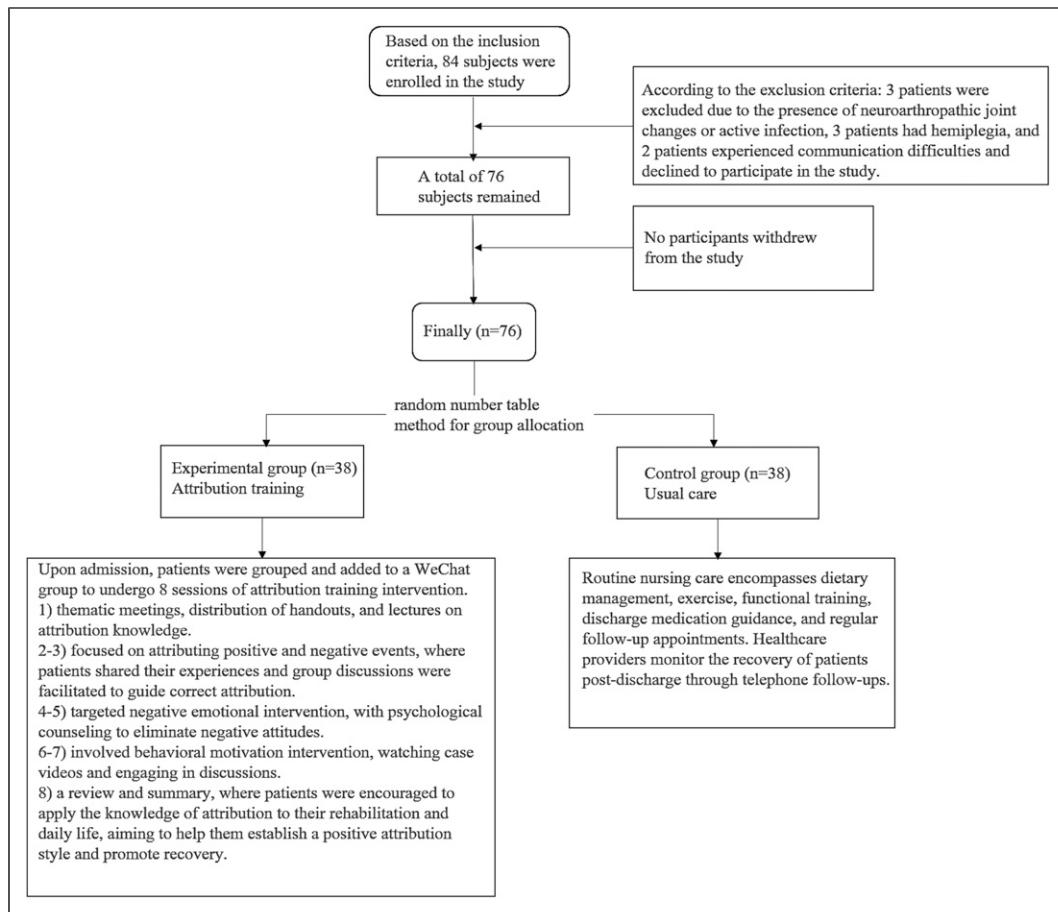 Based on the inclusion
criteria, 84 subjects were
enrolled in the study
According to the exclusion criteria: 3 patients were
excluded due to the presence of neuroarthropathic joint
changes or active infection, 3 patients had hemiplegia, and
2 patients experienced communication difficulties and
declined to participate in the study.
A total of 76
subjects remained
No participants withdrew
from the study
Finally (n=76)
random number table
method for group allocation
Experimental group (n=38)
Attribution training
Control group (n=38)
Usual care
Upon admission, patients were grouped and added to a WeChat
group to undergo 8 sessions of attribution training intervention.
1) thematic meetings, distribution of handouts, and lectures on
attribution knowledge.
2-3) focused on attributing positive and negative events, where
patients shared their experiences and group discussions were
facilitated to guide correct attribution.
4-5) targeted negative emotional intervention, with psychological
counseling to eliminate negative attitudes.
6-7) involved behavioral motivation intervention, watching case
videos and engaging in discussions.
8) a review and summary, where patients were encouraged to
apply the knowledge of attribution to their rehabilitation and
daily life, aiming to help them establish a positive attribution
style and promote recovery.
Routine nursing care encompasses dietary
management, exercise, functional training,
discharge medication guidance, and regular
follow-up appointments. Healthcare
providers monitor the recovery of patients
post-discharge through telephone follow-ups.